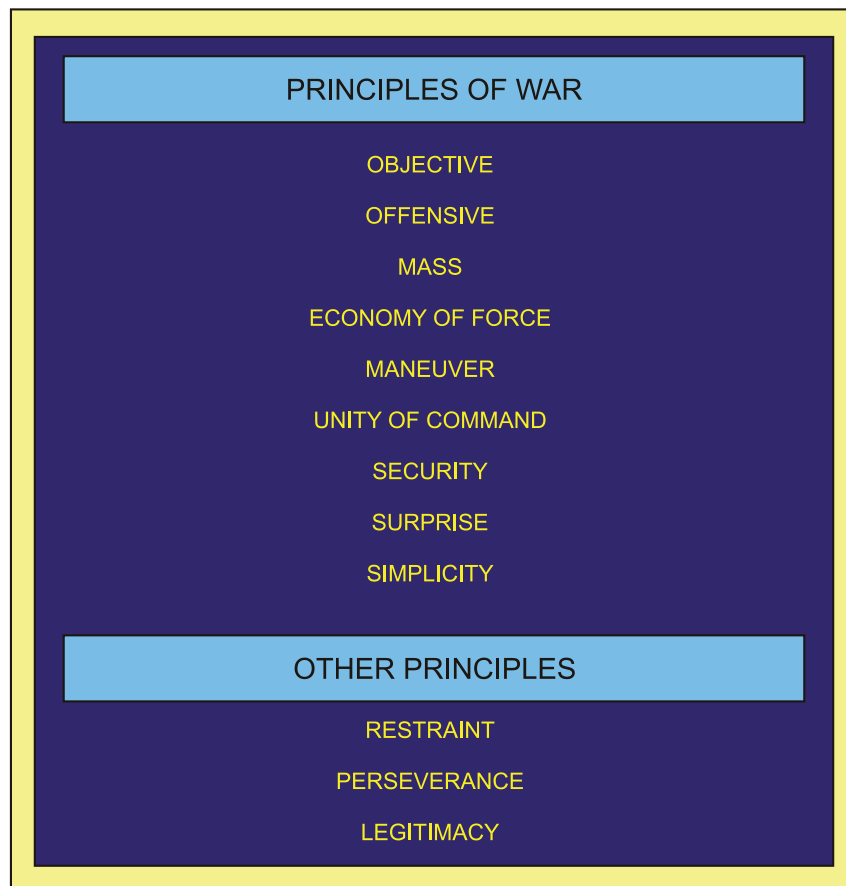 PRINCIPLES OF WAR
OBJECTIVE
OFFENSIVE
MASS
ECONOMY OF FORCE
MANEUVER
UNITY OF COMMAND
SECURITY
SURPRISE
SIMPLICITY
OTHER PRINCIPLES
RESTRAINT
PERSEVERANCE
LEGITIMACY